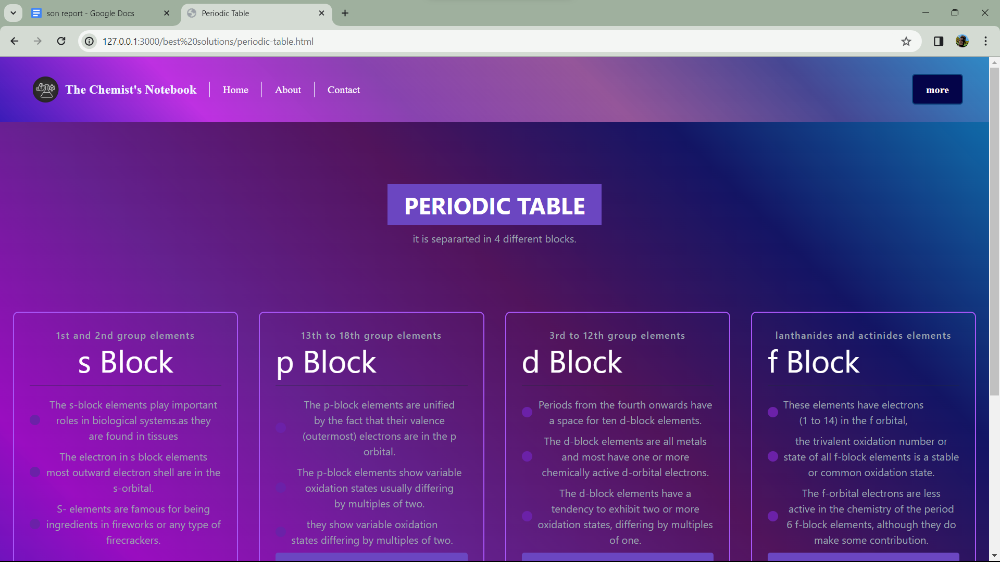 son report - Google Docs
Periodic Table
127.0.0.1:3000/best%20solutions/periodic-table.html
The Chemist's Notebook
Home
About
Contact
more
PERIODIC TABLE
it is separarted in 4 different blocks.
1st and 2nd group elements
s Block
The s-block elements play important
roles in biological systems.as they
are found in tissues
The electron in s block elements
most outward electron shell are in the
s-orbital.
S- elements are famous for being
ingredients in fireworks or any type of
firecrackers.
13th to 18th group elements
p Block
The p-block elements are unified
by the fact that their valence
(outermost) electrons are in the p
orbital.
The p-block elements show variable
oxidation states usually differing
by multiples of two.
they show variable oxidation
states differing by multiples of two.
3rd to 12th group elements
d Block
Periods from the fourth onwards have
a space for ten d-block elements.
The d-block elements are all metals
and most have one or more
chemically active d-orbital electrons.
The d-block elements have a
tendency to exhibit two or more
oxidation states, differing by multiples
of one.
lanthanides and actinides elements
f Block
These elements have electrons
(1 to 14) in the f orbital,
the trivalent oxidation number or
state of all f-block elements is a stable
or common oxidation state.
The f-orbital electrons are less
active in the chemistry of the period
6 f-block elements, although they do
make some contribution.